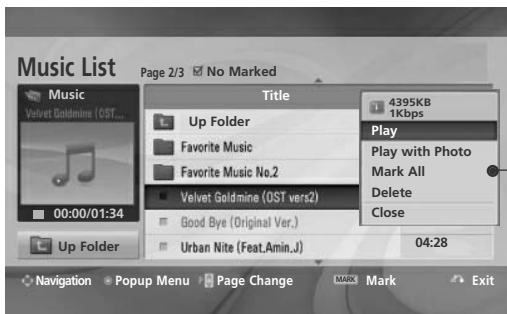 Music List
Page 2/3 No Marked
Music
Velvet Goldmine (OST...
00:00/01:34
Up Folder
Title
Up Folder
Favorite Music
Favorite Music No.2
Velvet Goldmine (OST vers2)
Good Bye (Original Ver.)
Urban Nite (Feat.Amin.J)
04:28
4395KB
1Kbps
Play
Play with Photo
Mark All
Delete
Close
Navigation Popup Menu Page Change MARK Mark Exit